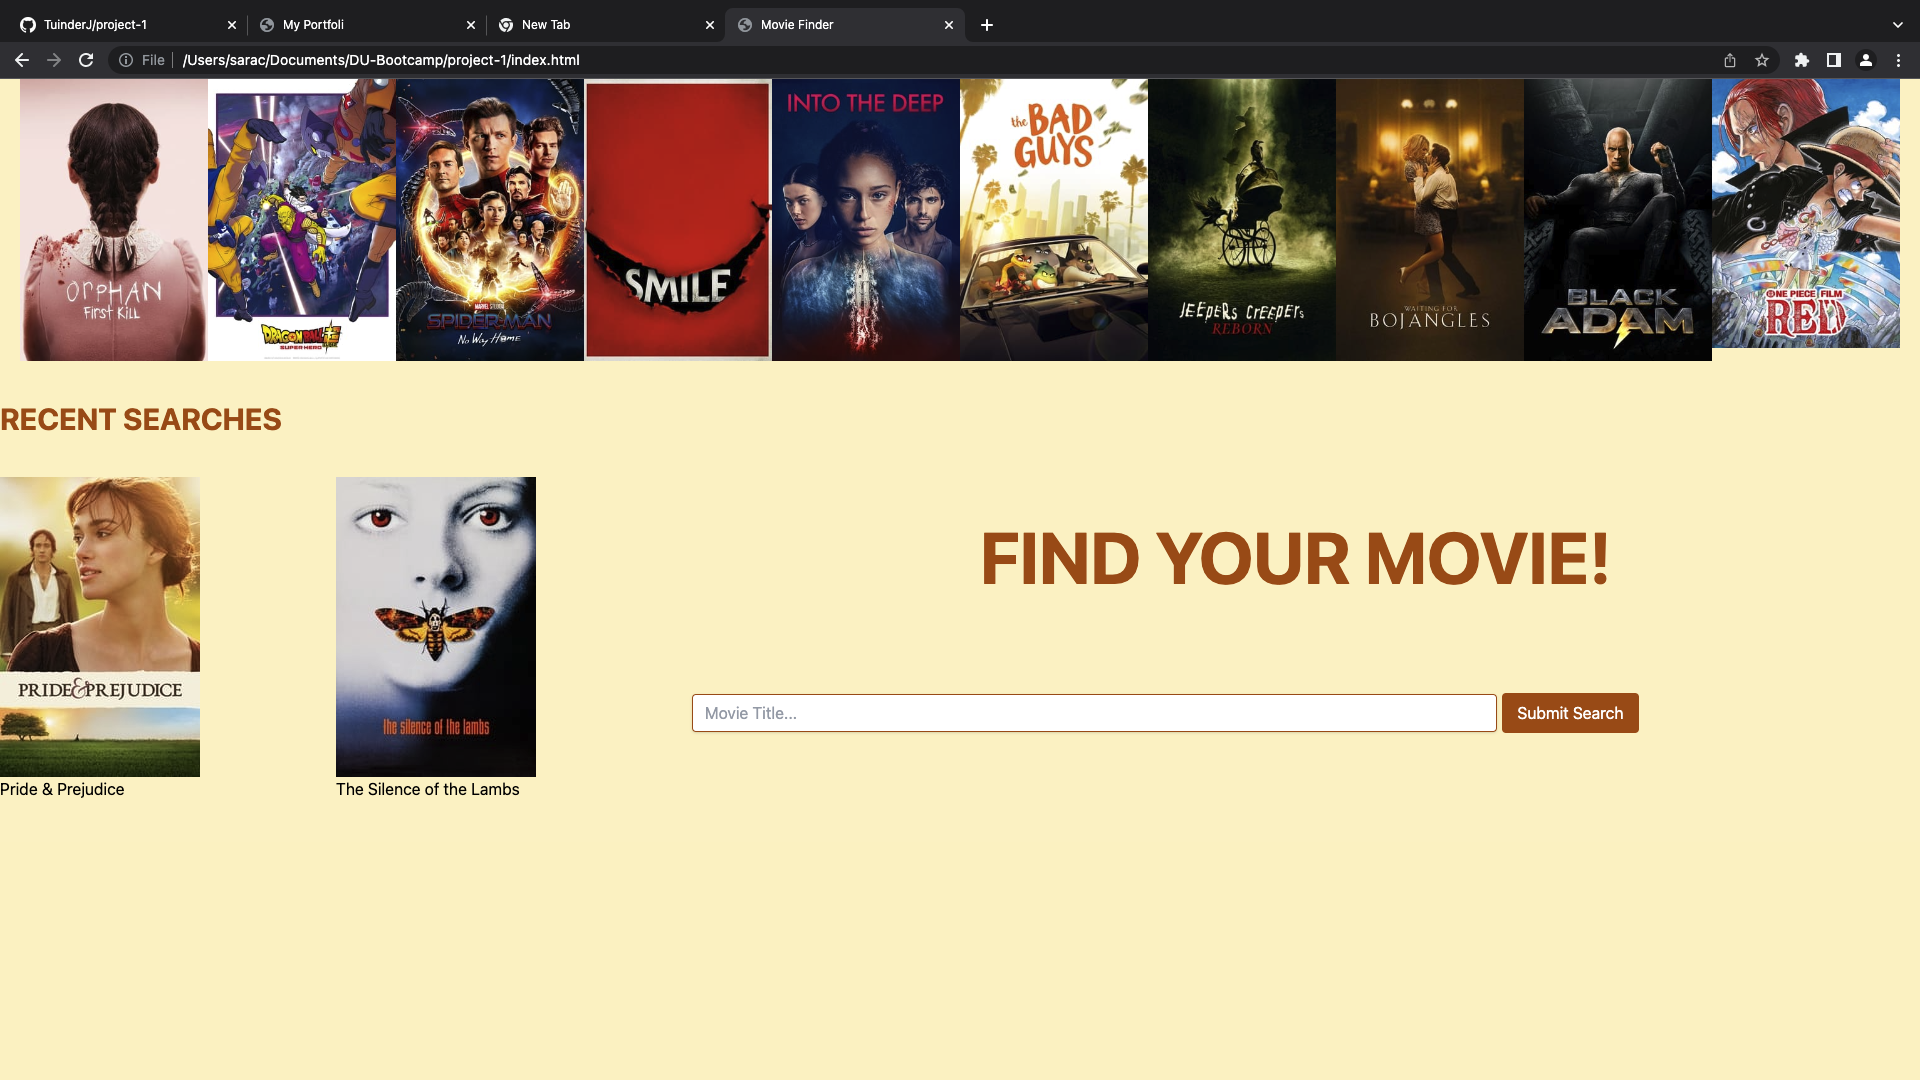 TuinderJ/project-1
My Portfoli
New Tab
Movie Finder
File
/Users/sarac/Documents/DU-Bootcamp/project-1/index.html
ORPHAN
First Kill
DRAGON BALL
SUPER HERO
MARVEL STUDIOS
SPIDER-MAN
No Way Home
SMILE
INTO THE DEEP
the BAD
GUYS
JEEPERS CREEPERS
REBORN
WAITING FOR
BOJANGLES
BLACK
ADAM
ONE PIECE FILM
RED
RECENT SEARCHES
PRIDE & PREJUDICE
Pride & Prejudice
the silence of the lambs
The Silence of the Lambs
FIND YOUR MOVIE!
Movie Title...
Submit Search